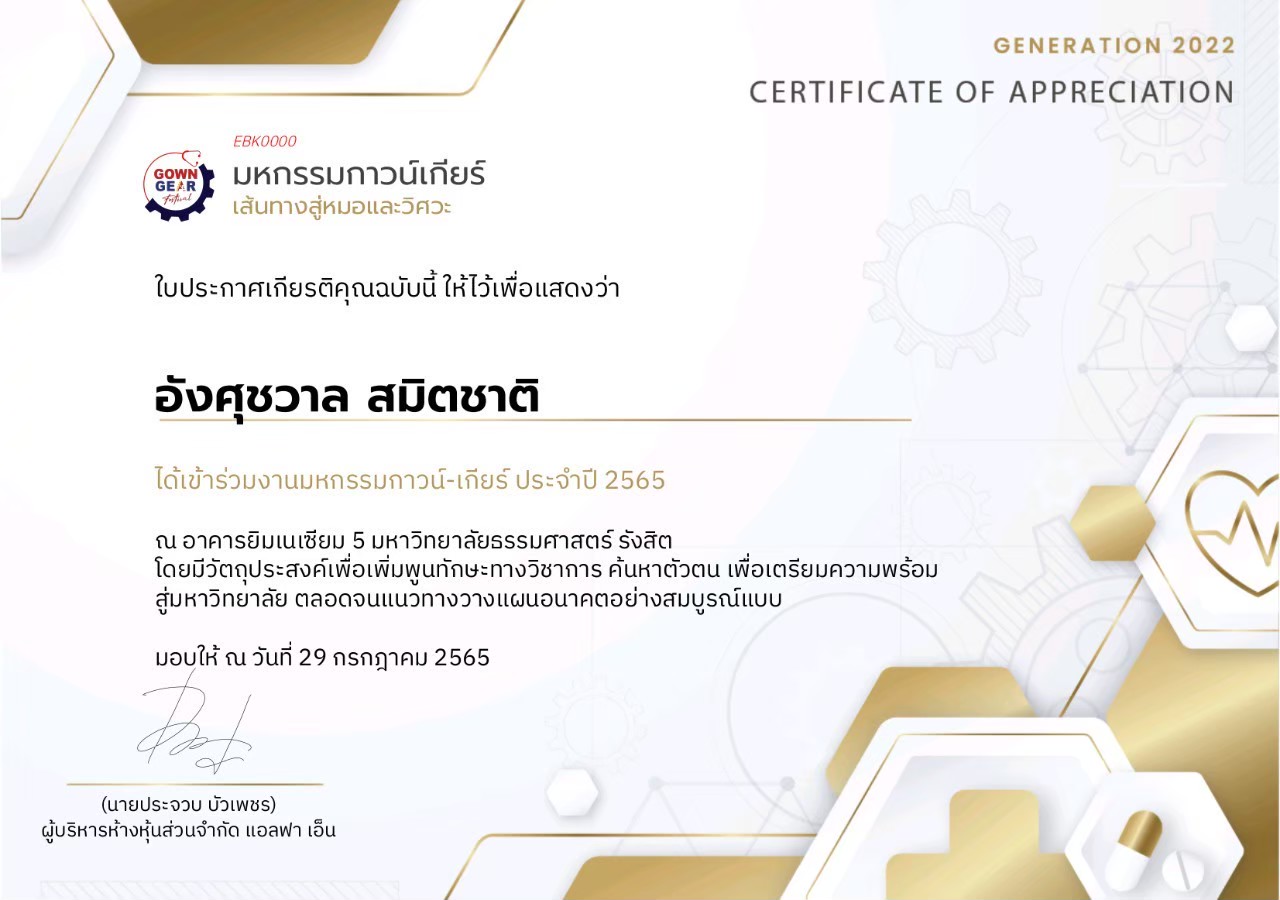 GENERATION 2022
CERTIFICATE OF APPRECIATION
EBK0000
GOWN
GEAR
Festival
มหกรรมกาวน์เกียร์
เส้นทางสู่หมอและวิศวะ
ใบประกาศเกียรติคุณฉบับนี้ ให้ไว้เพื่อแสดงว่า
อังศุชวาล สมิตชาติ
ได้เข้าร่วมงานมหกรรมกาวน์-เกียร์ ประจำปี 2565
ณ อาคารยิมเนเซียม 5 มหาวิทยาลัยธรรมศาสตร์ รังสิต
โดยมีวัตถุประสงค์เพื่อเพิ่มพูนทักษะทางวิชาการ ค้นหาตัวตน เพื่อเตรียมความพร้อม
สู่มหาวิทยาลัย ตลอดจนแนวทางวางแผนอนาคตอย่างสมบูรณ์แบบ
มอบให้ ณ วันที่ 29 กรกฎาคม 2565
(นายประจวบ บัวเพชร)
ผู้บริหารห้างหุ้นส่วนจำกัด แอลฟา เอ็น